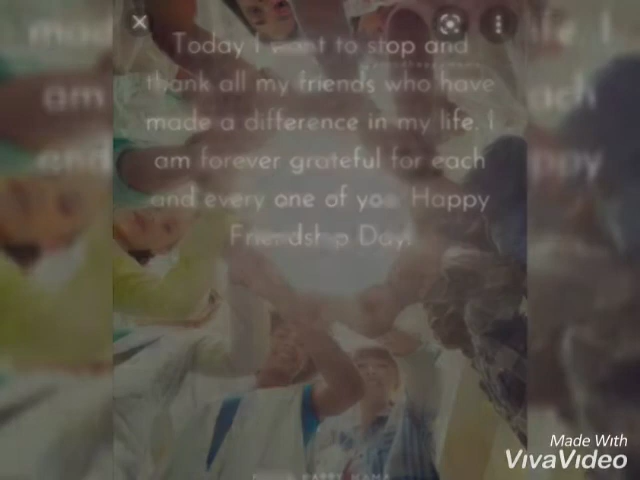 Today I want to stop and
thank all my friends who have
made a difference in my life. I
am forever grateful for each
and every one of you. Happy
Friendship Day!
Made With
VivaVideo